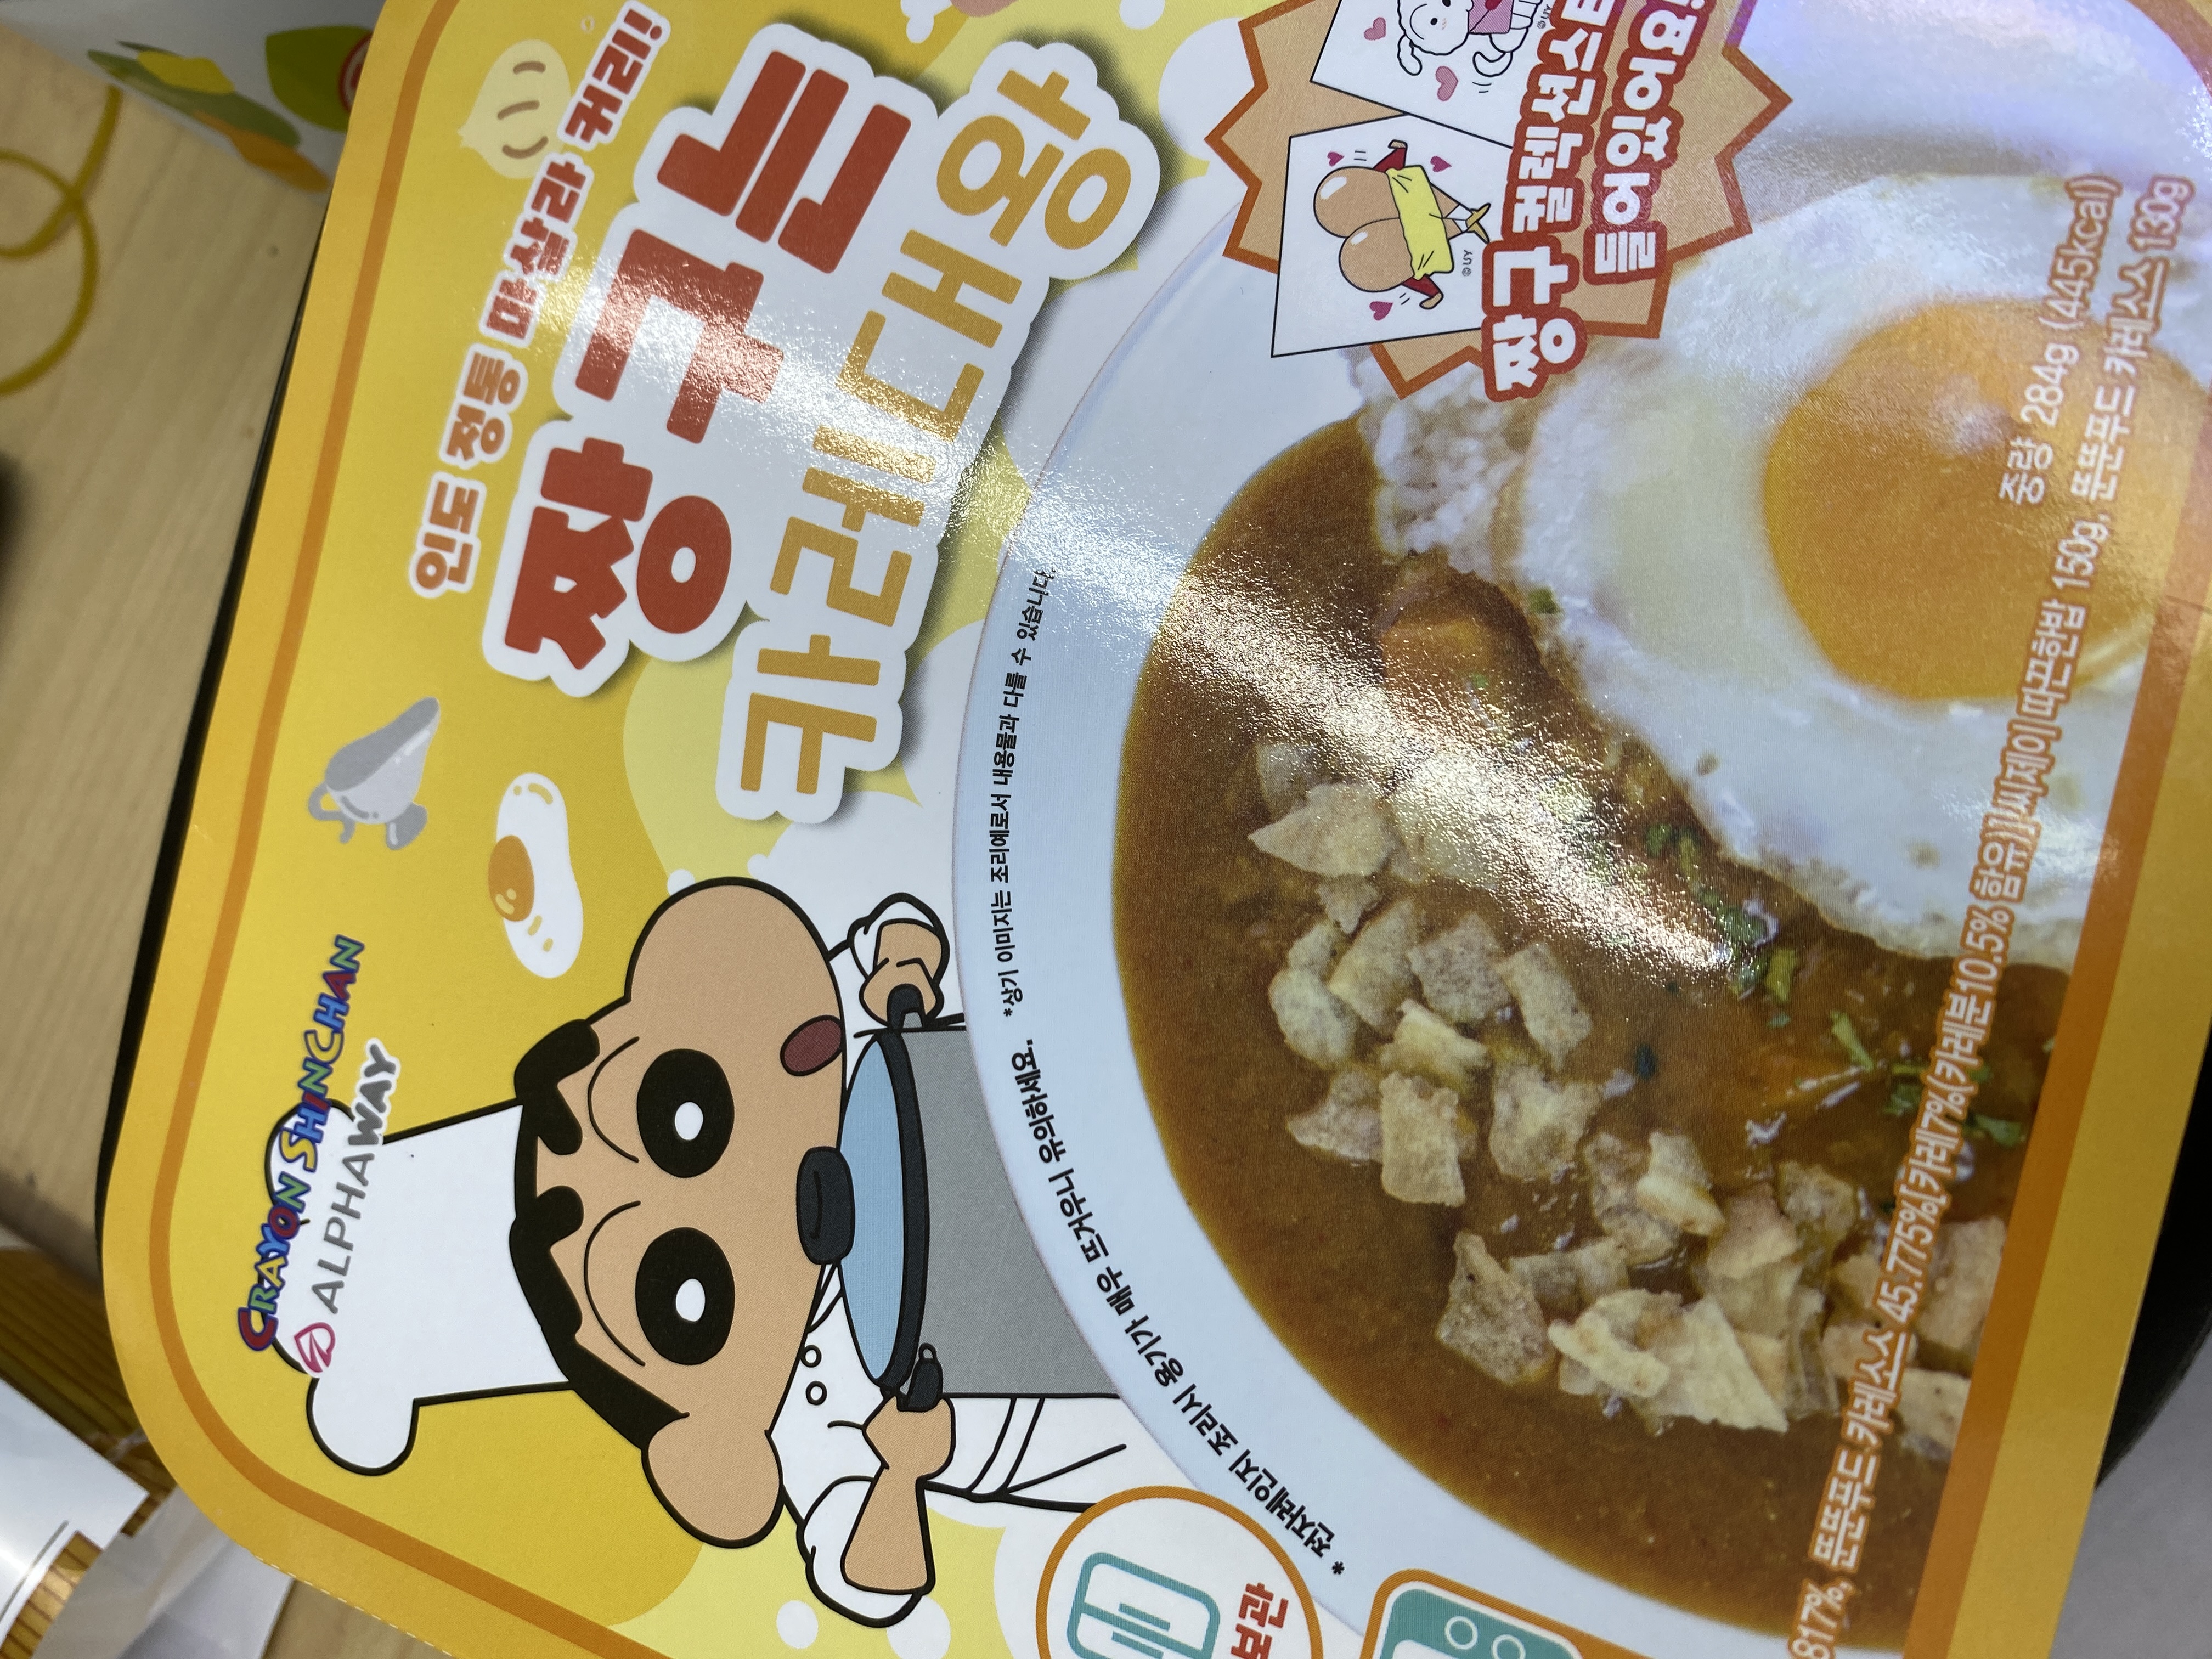 CRAYON SHINCHAN
ALPHAWAY
인도 정통 마살라 커리!
짱구는
카레대왕
* 전자레인지 조리시 용기가 매우 뜨거우니 유의하세요.
*상기 이미지는 조리예로서 내용물과 다를 수 있습니다.
보관
©UY
©UY
짱구 컬렉션스티
들어있어요!
817%, 뚠뚠푸드 카레소스 45.775%[카레7%(카레분10.5% 함유)]
중량 284g (445kcal)
씨제이 따끈한밥 150g, 뚠뚠푸드 카레소스 130g